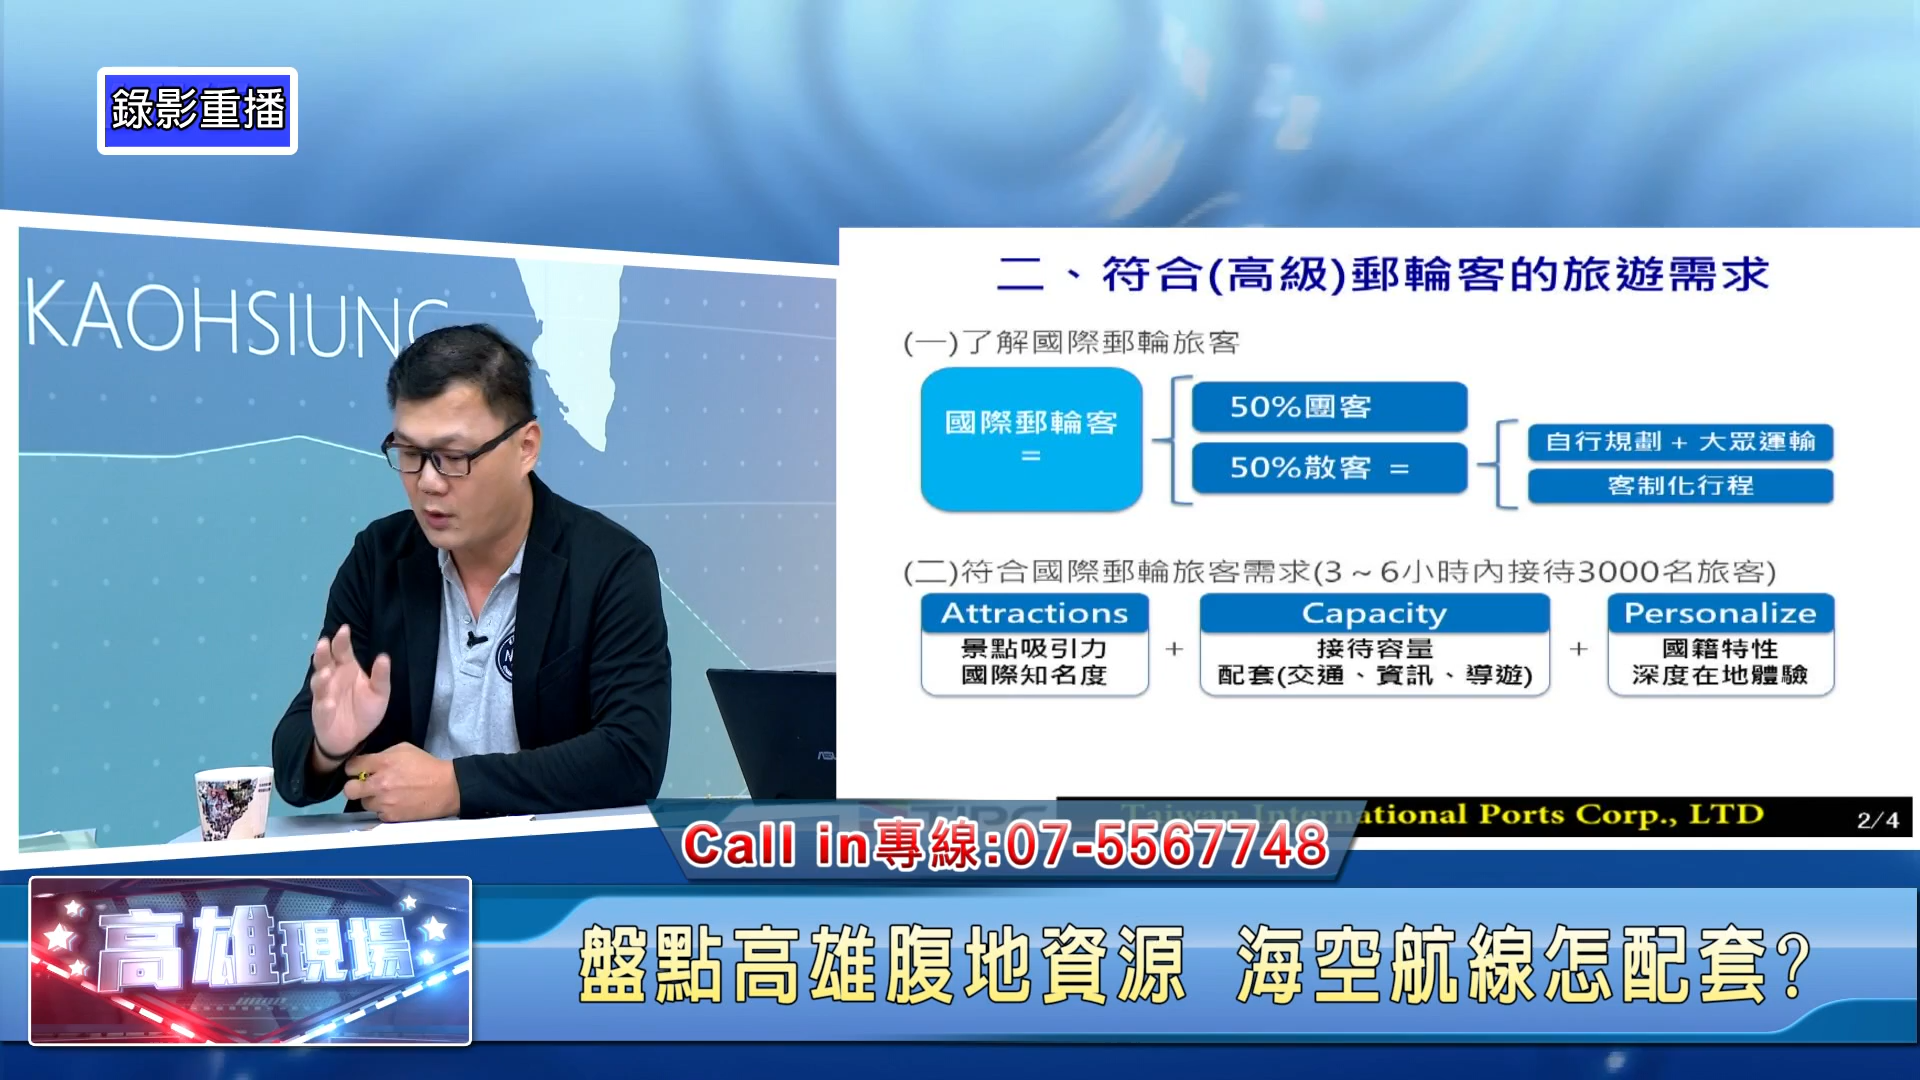 錄影重播
KAOHSIUNG
二、符合(高級)郵輪客的旅遊需求
(一)了解國際郵輪旅客
國際郵輪客
=
50%團客
50%散客 =
自行規劃 + 大眾運輸
客制化行程
(二)符合國際郵輪旅客需求(3～6小時內接待3000名旅客)
Attractions
景點吸引力
國際知名度
+
Capacity
接待容量
配套(交通、資訊、導遊)
+
Personalize
國籍特性
深度在地體驗
ASUS
Taiwan International Ports Corp., LTD
2/4
Call in專線:07-5567748
高雄現場
盤點高雄腹地資源 海空航線怎配套?